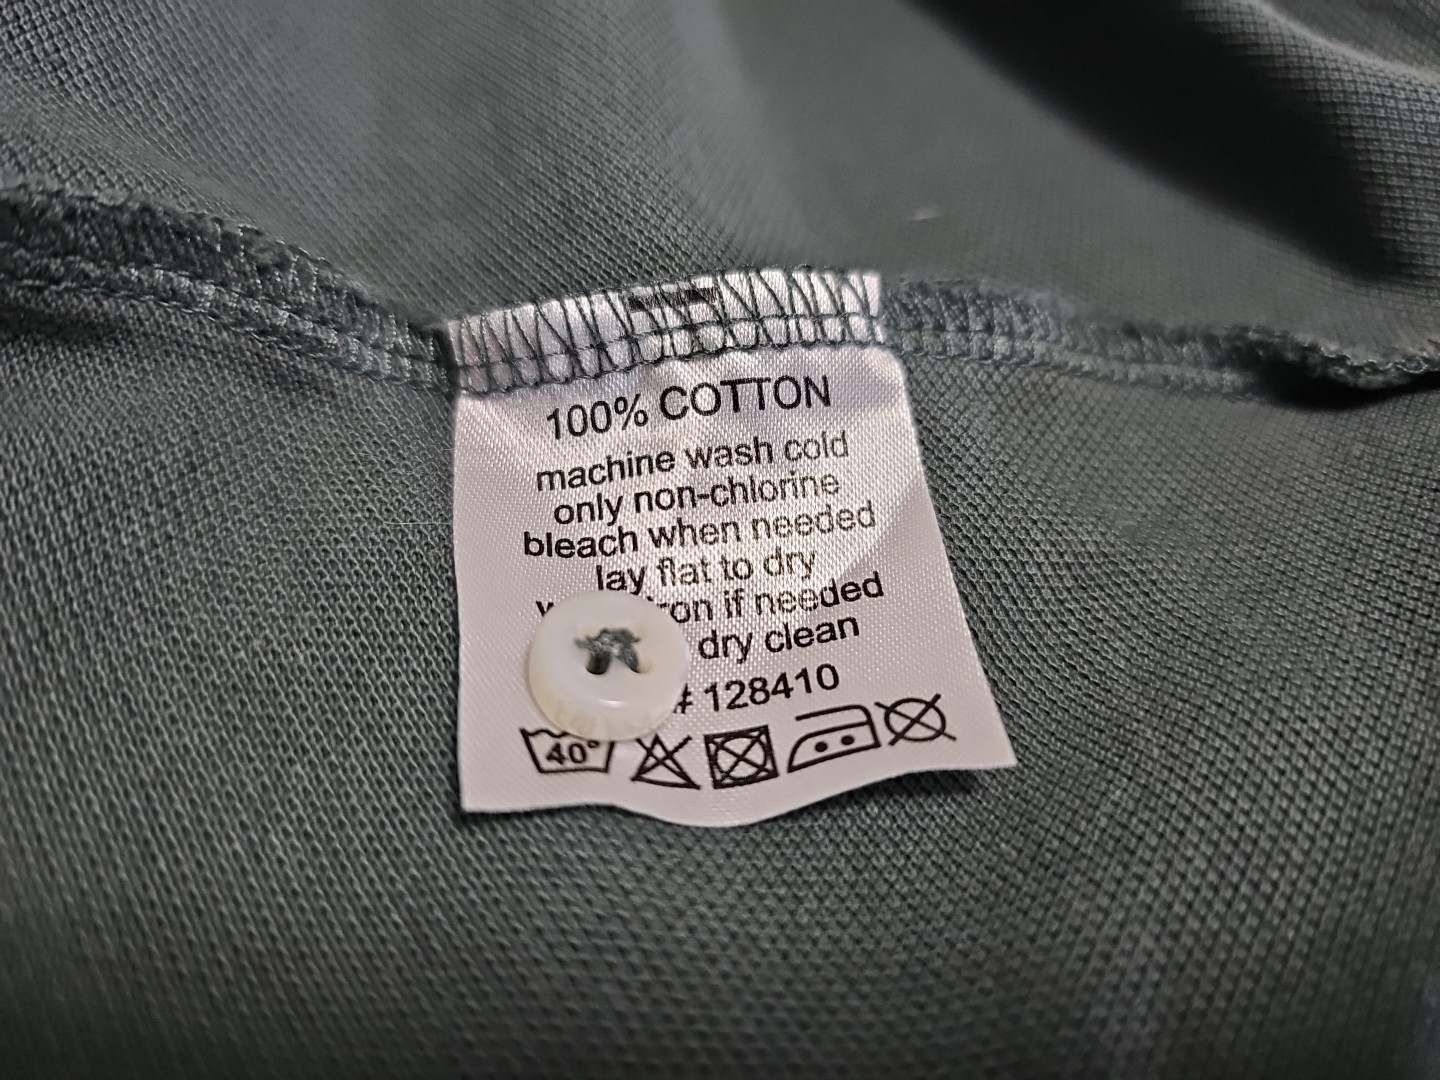 100% COTTON
machine wash cold
only non-chlorine
bleach when needed
lay flat to dry
if needed
dry clean
# 128410
40°